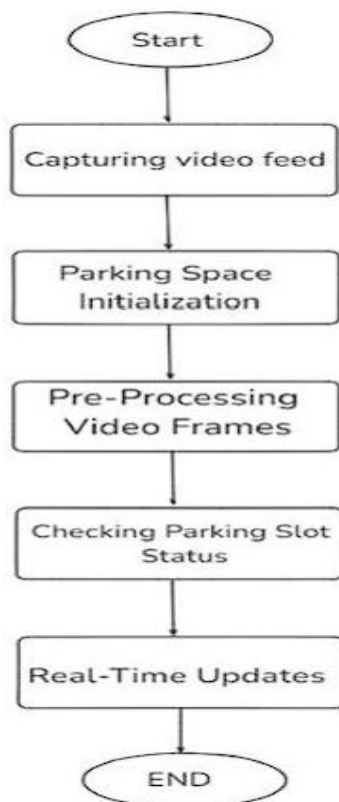 Start
Capturing video feed
Parking Space
Initialization
Pre-Processing
Video Frames
Checking Parking Slot
Status
Real-Time Updates
END